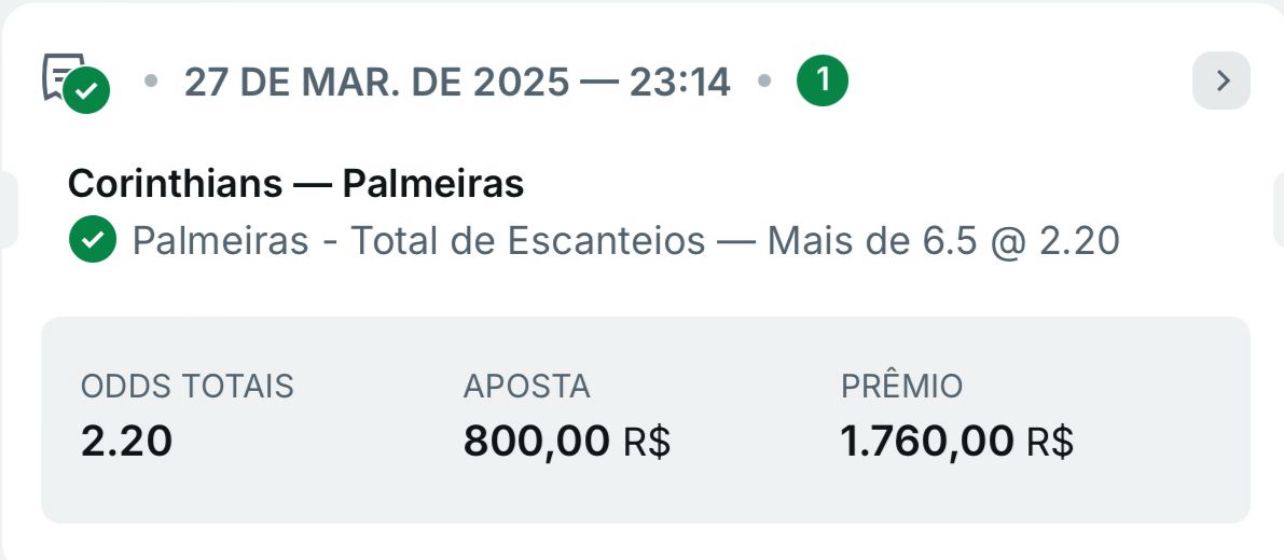 • 27 DE MAR. DE 2025 — 23:14 • 1
Corinthians — Palmeiras
Palmeiras - Total de Escanteios — Mais de 6.5 @ 2.20
ODDS TOTAIS APOSTA PRÊMIO
2.20 800,00 R$ 1.760,00 R$